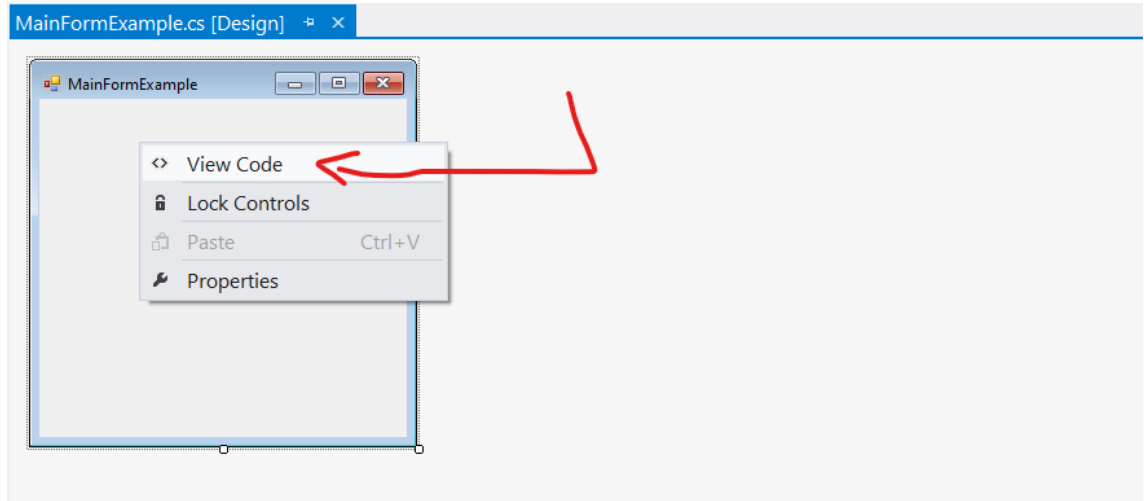 MainFormExample.cs [Design]
MainFormExample
View Code
Lock Controls
Paste Ctrl+V
Properties